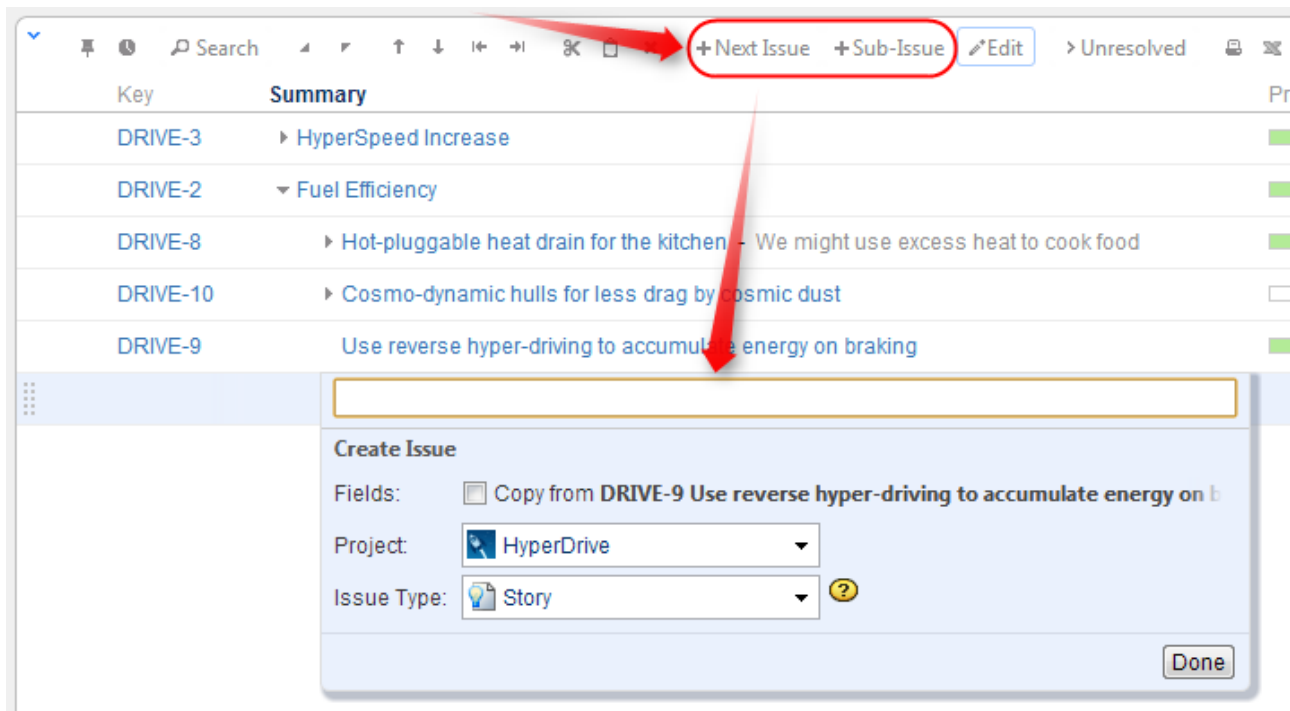 Search +Next Issue +Sub-Issue Edit >Unresolved
Key Summary Pr
DRIVE-3 HyperSpeed Increase
DRIVE-2 Fuel Efficiency
DRIVE-8 Hot-pluggable heat drain for the kitchen - We might use excess heat to cook food
DRIVE-10 Cosmo-dynamic hulls for less drag by cosmic dust
DRIVE-9 Use reverse hyper-driving to accumulate energy on braking
Create Issue
Fields: Copy from DRIVE-9 Use reverse hyper-driving to accumulate energy on b
Project: HyperDrive
Issue Type: Story ?
Done